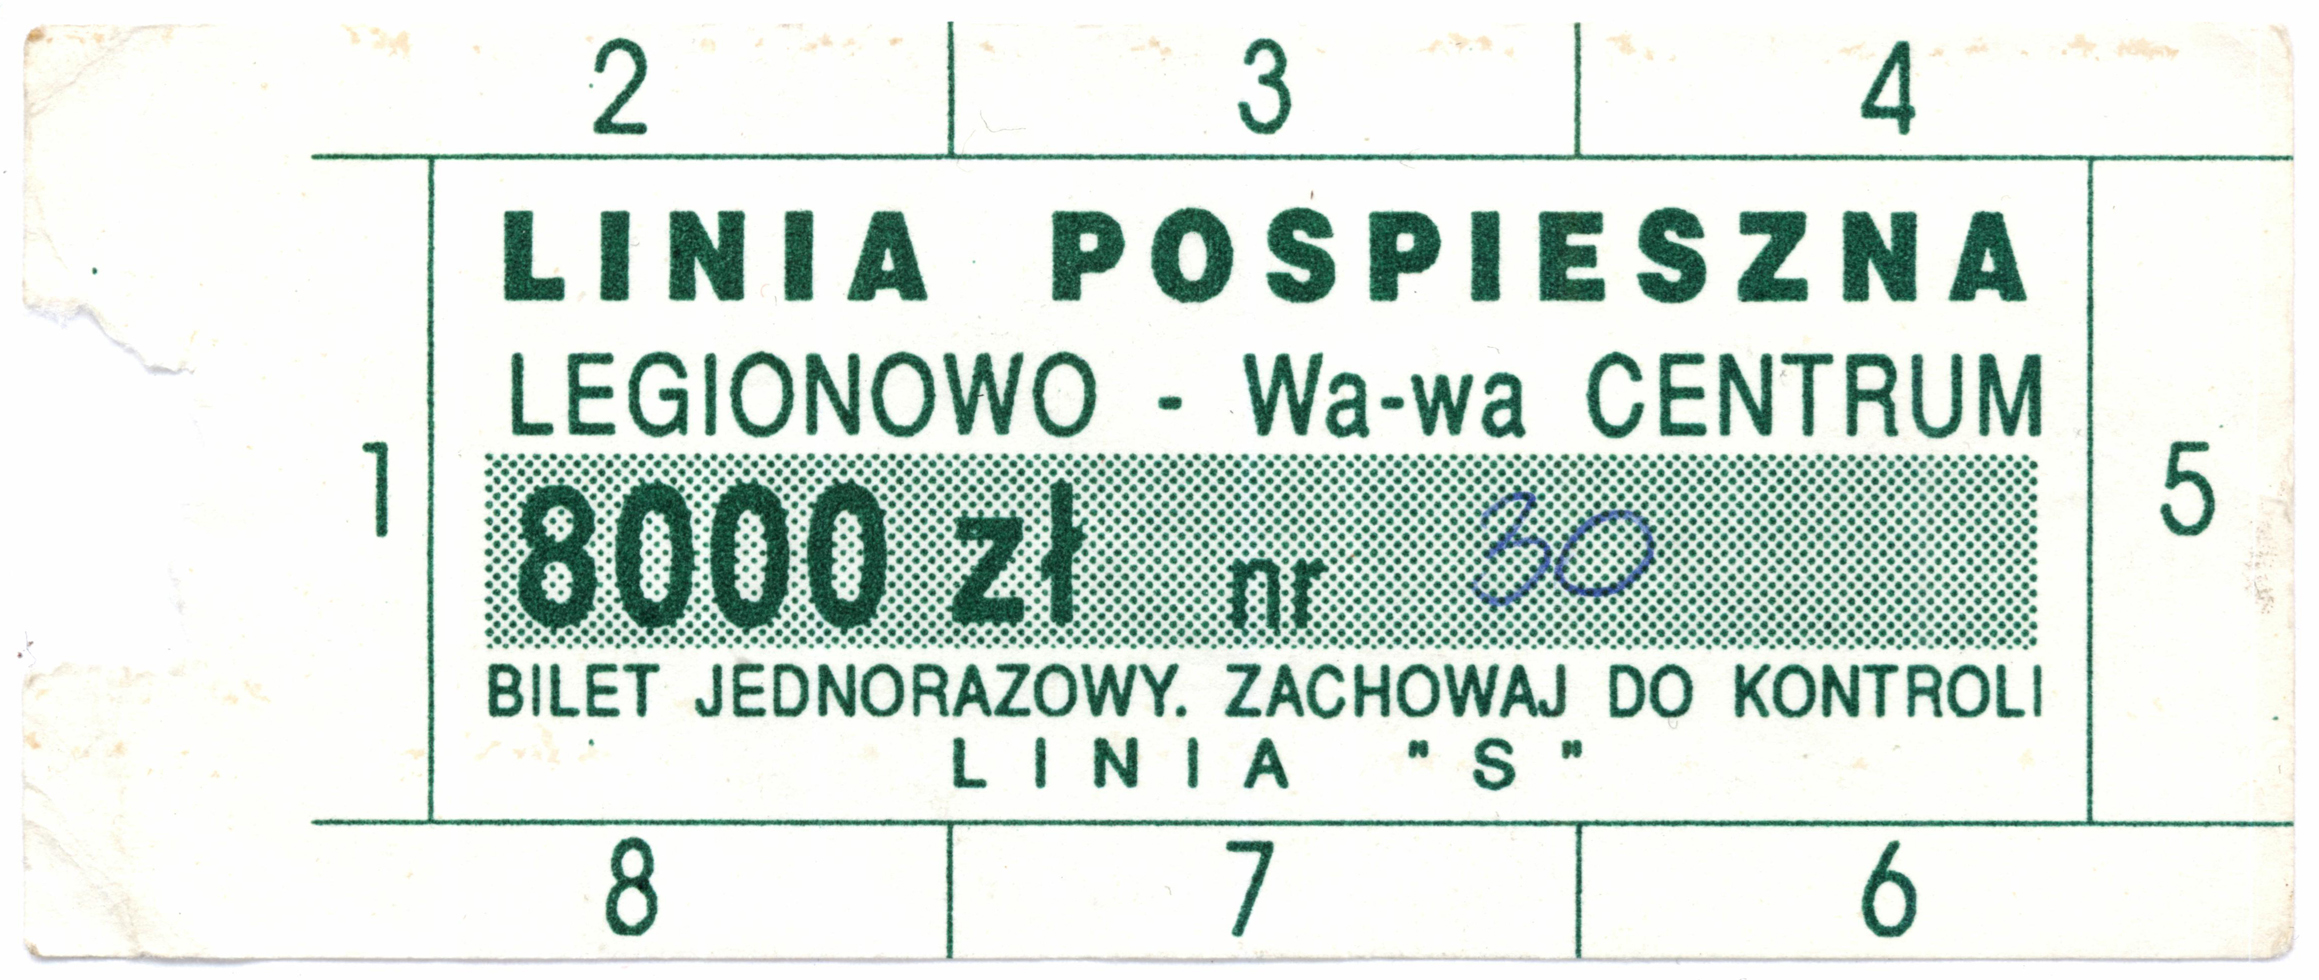 2 3 4
LINIA POSPIESZNA
LEGIONOWO - Wa-wa CENTRUM
1
8000 zł nr 30
5
BILET JEDNORAZOWY. ZACHOWAJ DO KONTROLI
LINIA "S"
8 7 6